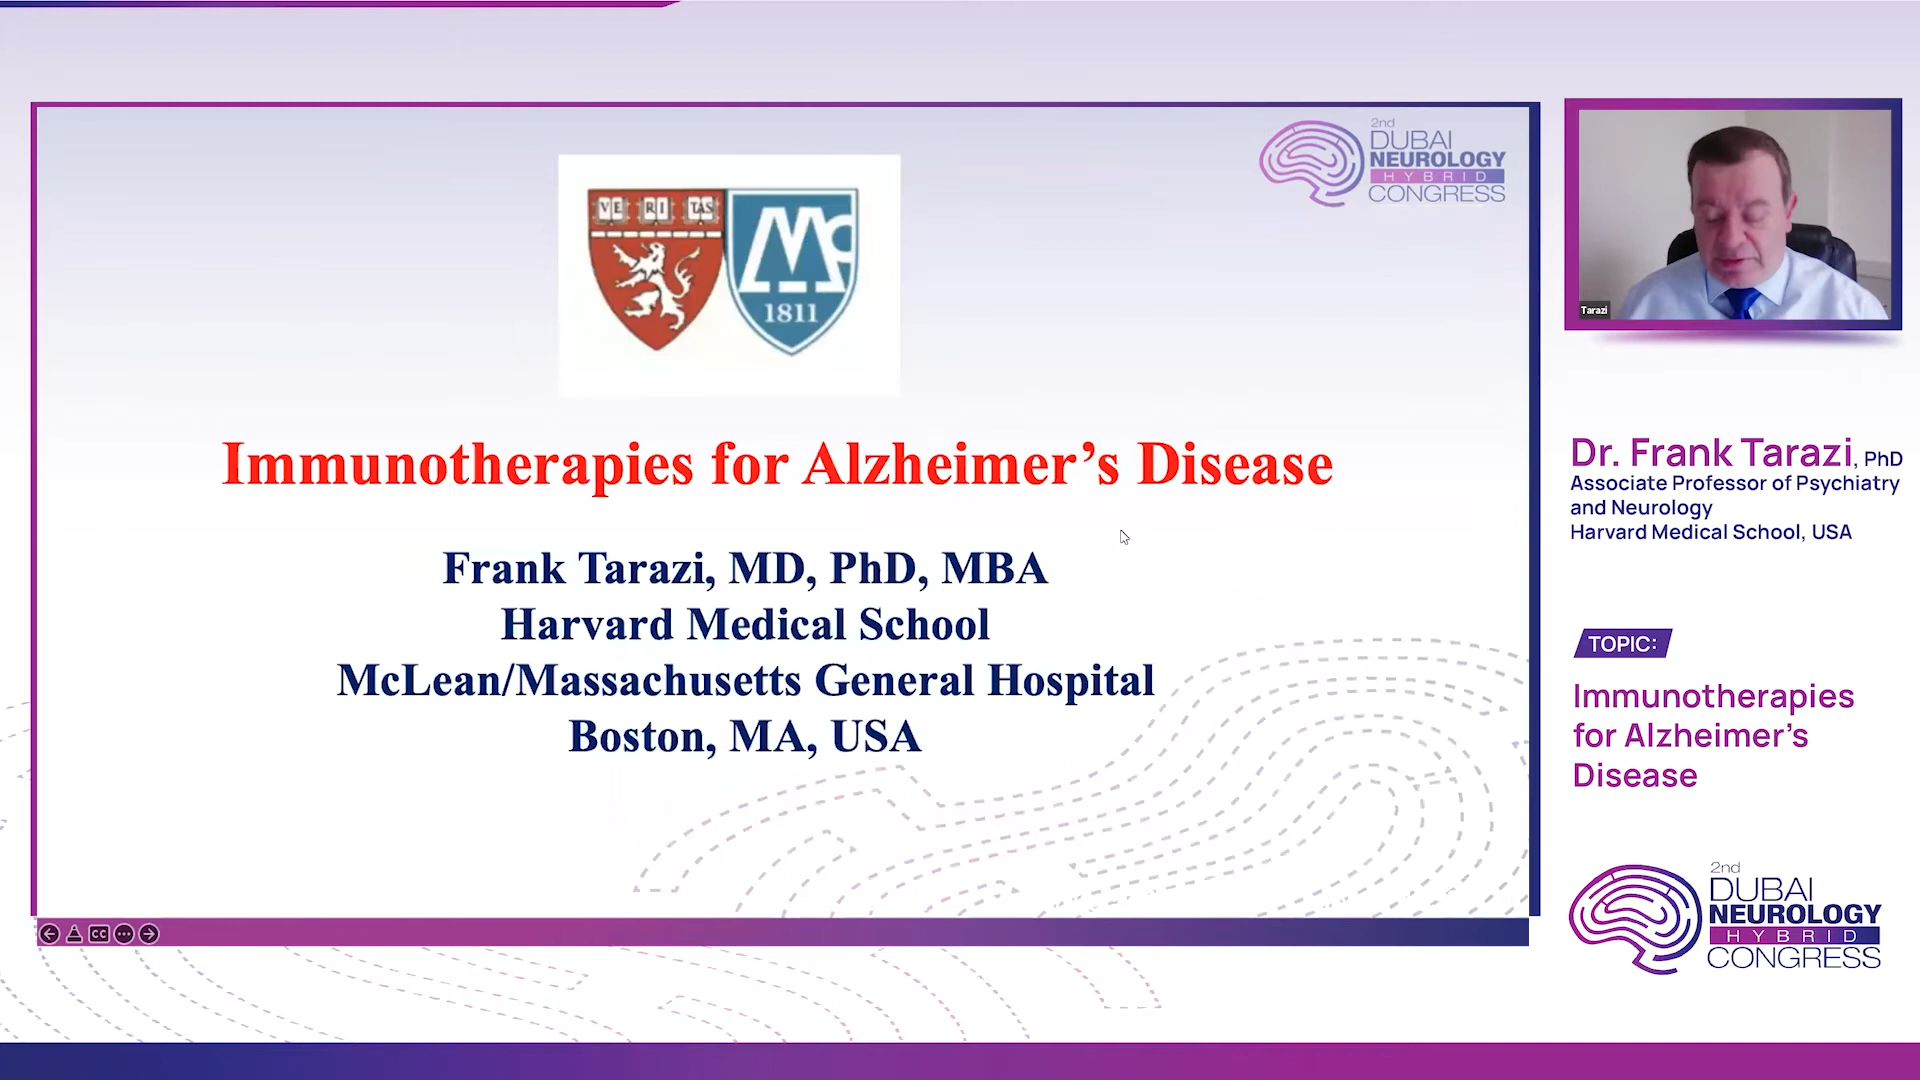 2nd
DUBAI
NEUROLOGY
HYBRID
CONGRESS
VE RI TAS
Mc
1811
Immunotherapies for Alzheimer’s Disease
Frank Tarazi, MD, PhD, MBA
Harvard Medical School
McLean/Massachusetts General Hospital
Boston, MA, USA
CC
Tarazi
Dr. Frank Tarazi, PhD
Associate Professor of Psychiatry
and Neurology
Harvard Medical School, USA
TOPIC:
Immunotherapies
for Alzheimer’s
Disease
2nd
DUBAI
NEUROLOGY
HYBRID
CONGRESS